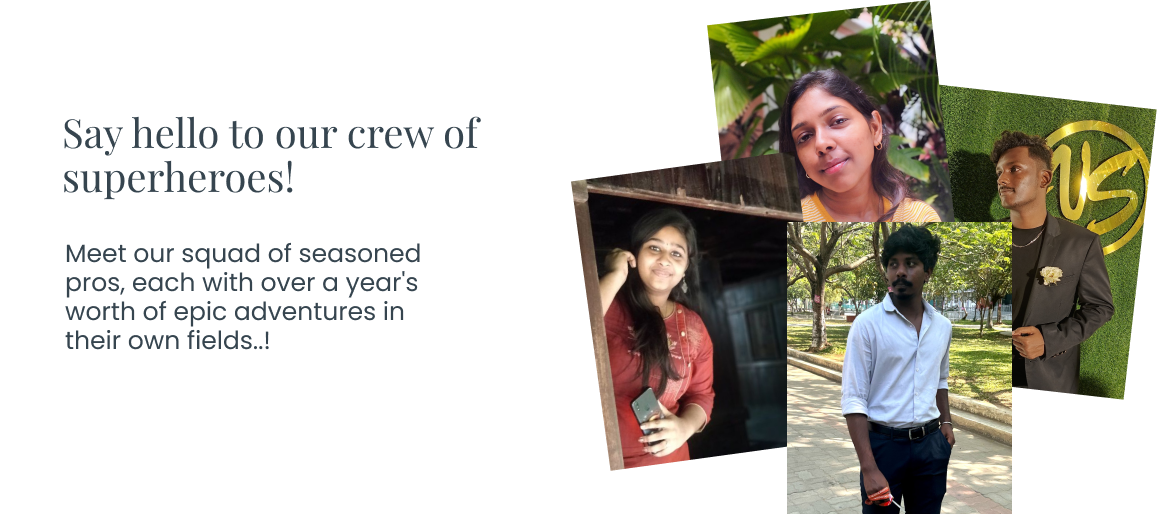 Say hello to our crew of
superheroes!
Meet our squad of seasoned
pros, each with over a year's
worth of epic adventures in
their own fields..!
VS